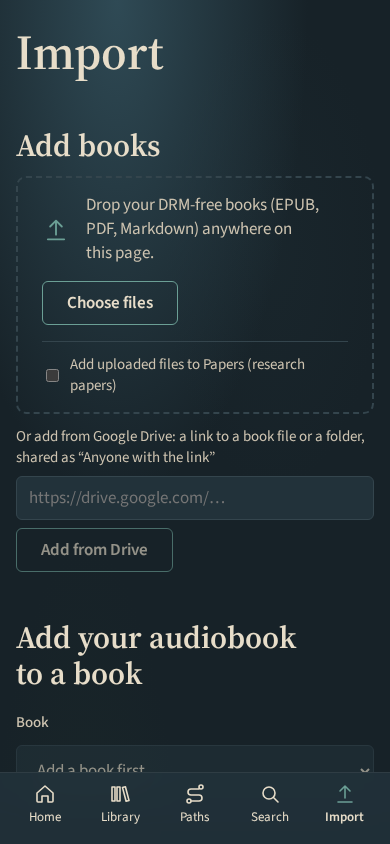 Import
Add books
Drop your DRM-free books (EPUB,
PDF, Markdown) anywhere on
this page.
Choose files
Add uploaded files to Papers (research
papers)
Or add from Google Drive: a link to a book file or a folder,
shared as “Anyone with the link”
https://drive.google.com/…
Add from Drive
Add your audiobook
to a book
Book
Add a book first
Home
Library
Paths
Search
Import